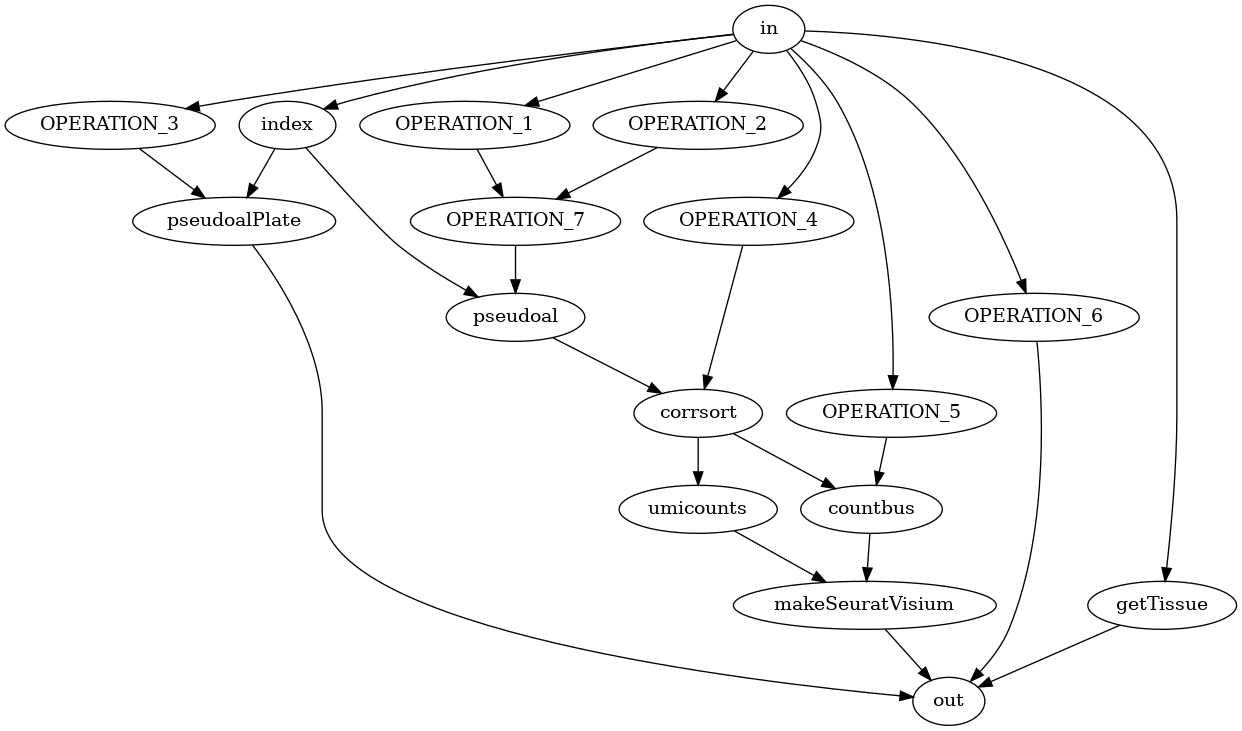 in
OPERATION_3
index
OPERATION_1
OPERATION_2
pseudoalPlate
OPERATION_7
OPERATION_4
pseudoal
OPERATION_6
corrsort
OPERATION_5
umicounts
countbus
makeSeuratVisium
getTissue
out